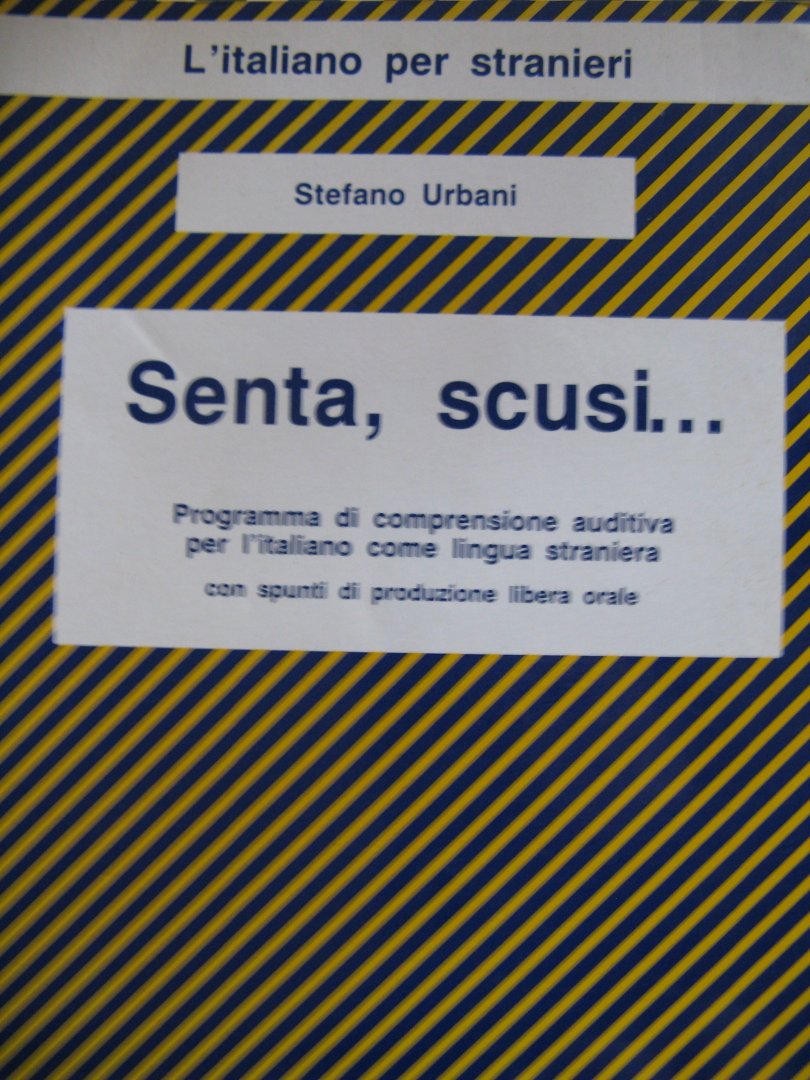 L'italiano per stranieri
Stefano Urbani
Senta, scusi...
Programma di comprensione auditiva
per l'italiano come lingua straniera
con spunti di produzione libera orale